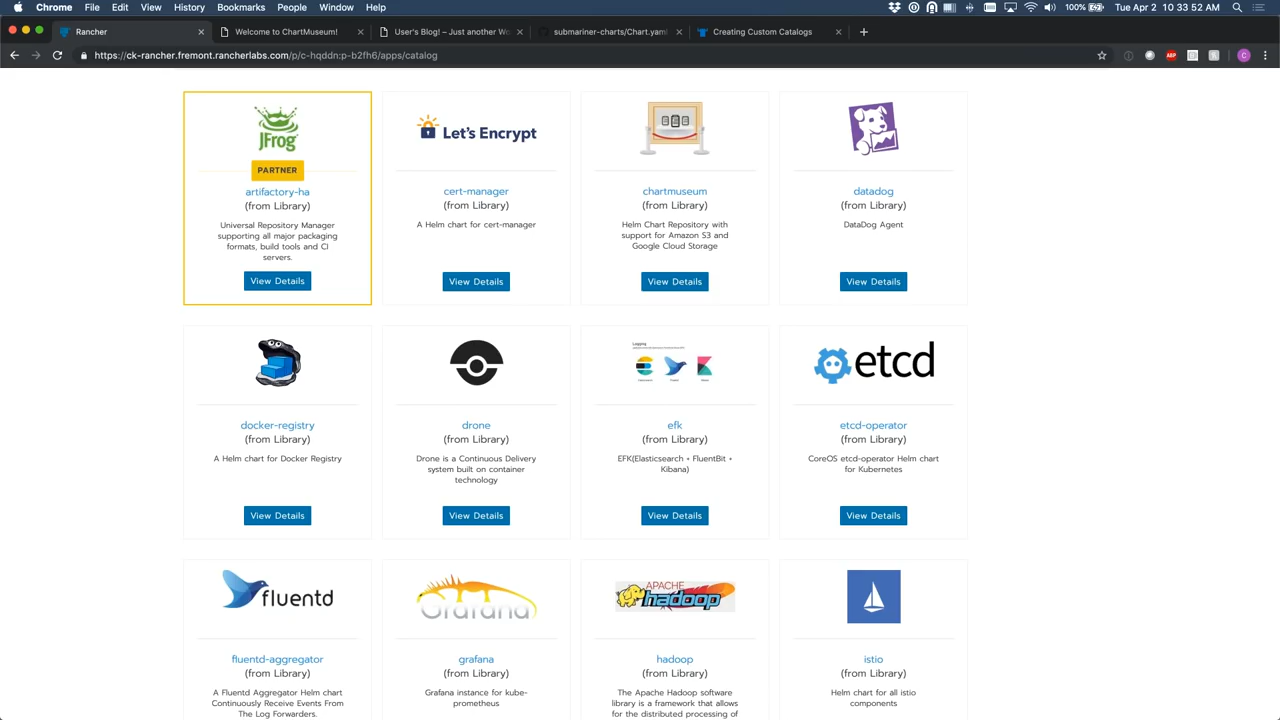 Chrome File Edit View History Bookmarks People Window Help 100% Tue Apr 2 10:33:52 AM
Rancher Welcome to ChartMuseum! User's Blog! – Just another Wo submariner-charts/Chart.yaml Creating Custom Catalogs
https://ck-rancher.fremont.rancherlabs.com/p/c-hqddn:p-b2fh6/apps/catalog ABP C
JFrog
PARTNER
artifactory-ha
(from Library)
Universal Repository Manager
supporting all major packaging
formats, build tools and CI
servers.
View Details
Let's Encrypt
cert-manager
(from Library)
A Helm chart for cert-manager
View Details
chartmuseum
(from Library)
Helm Chart Repository with
support for Amazon S3 and
Google Cloud Storage
View Details
datadog
(from Library)
DataDog Agent
View Details
docker-registry
(from Library)
A Helm chart for Docker Registry
View Details
drone
(from Library)
Drone is a Continuous Delivery
system built on container
technology
View Details
Logging
efk
(from Library)
EFK(Elasticsearch + FluentBit +
Kibana)
View Details
etcd
etcd-operator
(from Library)
CoreOS etcd-operator Helm chart
for Kubernetes
View Details
fluentd
fluentd-aggregator
(from Library)
A Fluentd Aggregator Helm chart
Continuously Receive Events From
The Log Forwarders.
Grafana
grafana
(from Library)
Grafana instance for kube-
prometheus
APACHE
hadoop
hadoop
(from Library)
The Apache Hadoop software
library is a framework that allows
for the distributed processing of
istio
(from Library)
Helm chart for all istio
components